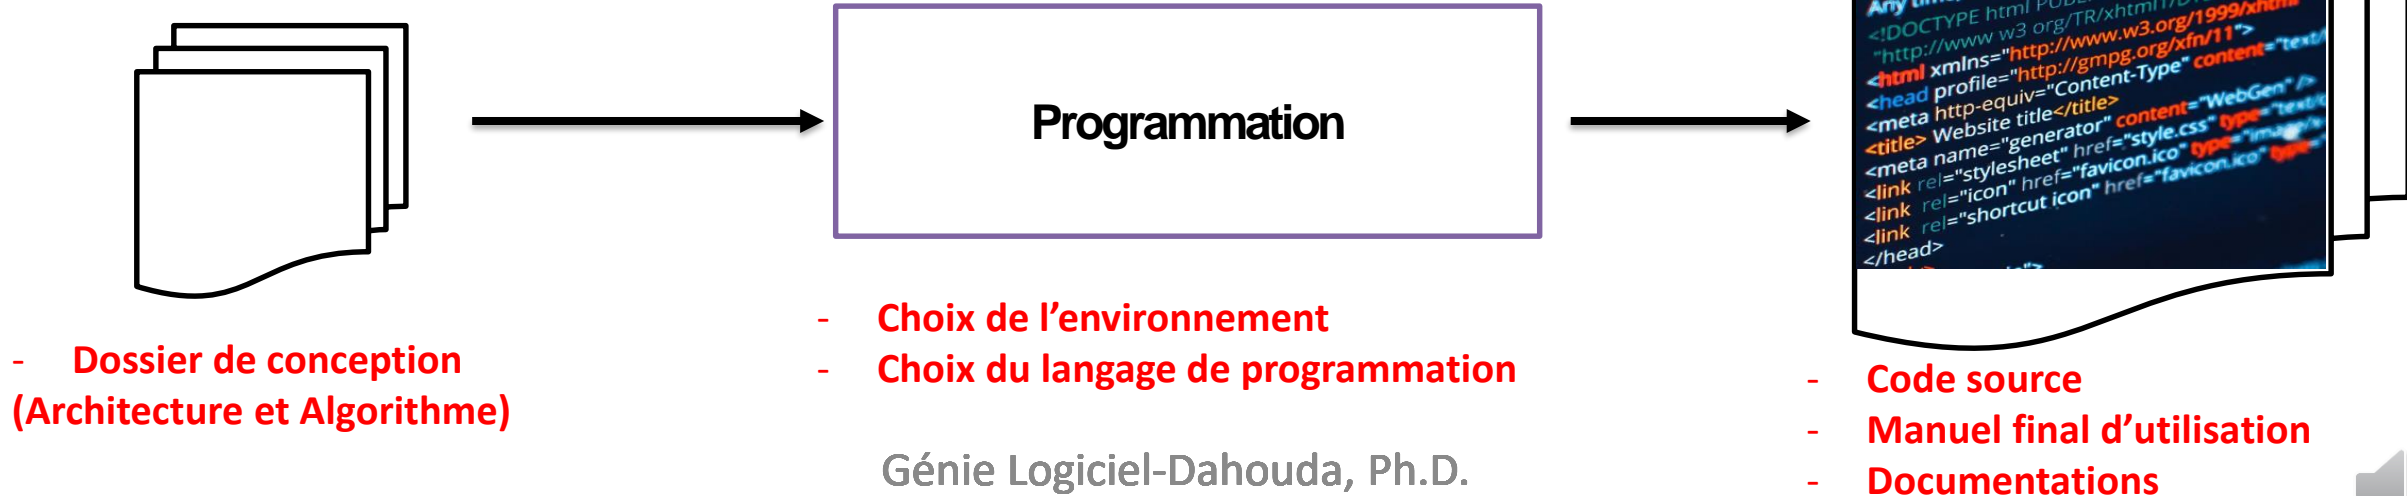 Programmation
- Dossier de conception
(Architecture et Algorithme)
- Choix de l’environnement
- Choix du langage de programmation
Any time
<!DOCTYPE html
"http://www w3 org/TR/xhtml1/
<html xmlns="http://www.w3.org/1999/xhtml
<head profile="http://gmpg.org/xfn/11">
<meta http-equiv="Content-Type" content="text/
<title> Website title</title>
<meta name="generator" content="WebGen" />
<link rel="stylesheet" href="style.css" type="text/
<link rel="icon" href="favicon.ico" type="image/x-
<link rel="shortcut icon" href="favicon.ico" type="
</head>
- Code source
- Manuel final d’utilisation
- Documentations
Génie Logiciel-Dahouda, Ph.D.